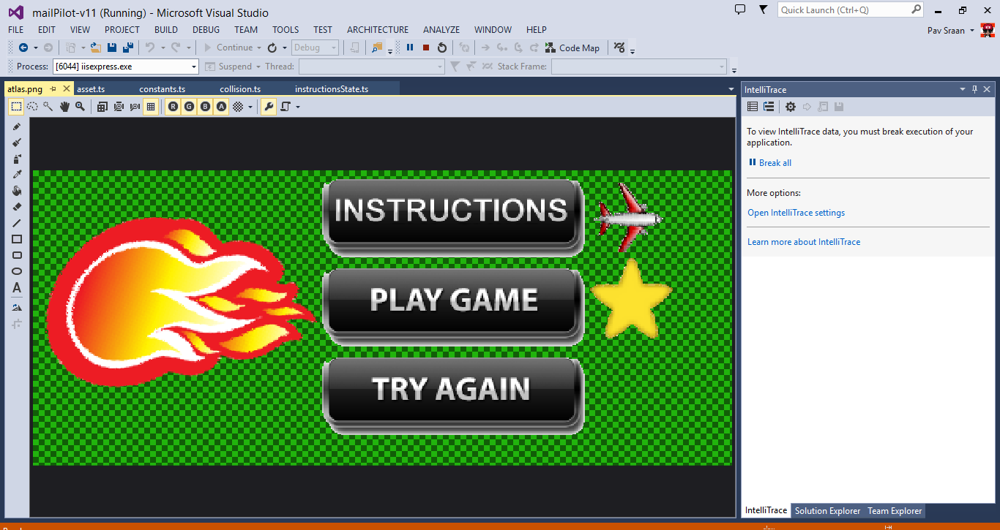 mailPilot-v11 (Running) - Microsoft Visual Studio
Quick Launch (Ctrl+Q)
FILE EDIT VIEW PROJECT BUILD DEBUG TEAM TOOLS TEST ARCHITECTURE ANALYZE WINDOW HELP
Pav Sraan
Continue Debug Code Map
Process: [6044] iisexpress.exe Suspend Thread: Stack Frame:
atlas.png asset.ts constants.ts collision.ts instructionsState.ts
R G B A
A
INSTRUCTIONS
PLAY GAME
TRY AGAIN
IntelliTrace
To view IntelliTrace data, you must break execution of your
application.
Break all
More options:
Open IntelliTrace settings
Learn more about IntelliTrace
IntelliTrace Solution Explorer Team Explorer